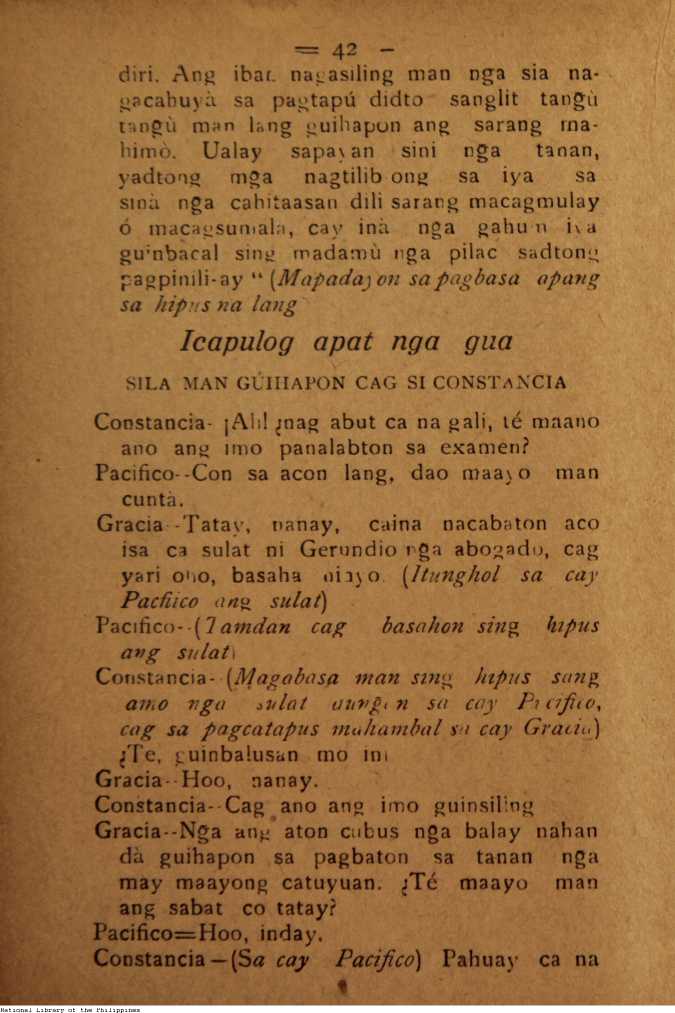 = 42 -
diri. Ang ibat nagasiling man nga sia na-
gacahuyà sa pagtapú didto sanglit tangù
tangù man lang guihapon ang sarang ma-
himò. Ualay sapayan sini nga tanan,
yadtong mga nagtilib ong sa iya sa
sinà nga cahitaasan dili sarang macagmulay
ó macagsumala, cay inà nga gahum iya
guinbacal sing madamù nga pilac sadtong
pagpinili-ay " (Mapadayon sa pagbasa apang
sa hipus na lang
Icapulog apat nga gua
SILA MAN GÚIHAPON CAG SI CONSTANCIA
Constancia- ¡Ah! ¿nag abut ca na gali, té maano
ano ang imo panalabton sa examen?
Pacifico--Con sa acon lang, dao maayo man
cuntà.
Gracia--Tatay, nanay, caina nacabaton aco
isa ca sulat ni Gerundio nga abogado, cag
yari oho, basaha ninyo. (Itunghol sa cay
Pacfiico ang sulat)
Pacifico--(Tamdan cag basahon sing hipus
ang sulat)
Constancia-(Magabasa man sing hipus sang
amo nga sulat sa cay Pacifico,
cag sa pagcatapus mahambal sa cay Gracia)
¿Te, guinbalusan mo ini
Gracia--Hoo, nanay.
Constancia--Cag ano ang imo guinsiling
Gracia--Nga ang aton cubus nga balay nahan
dà guihapon sa pagbaton sa tanan nga
may maayong catuyuan. ¿Té maayo man
ang sabat co tatay?
Pacifico=Hoo, inday.
Constancia—(Sa cay Pacifico) Pahuay ca na
National Library of the Philippines